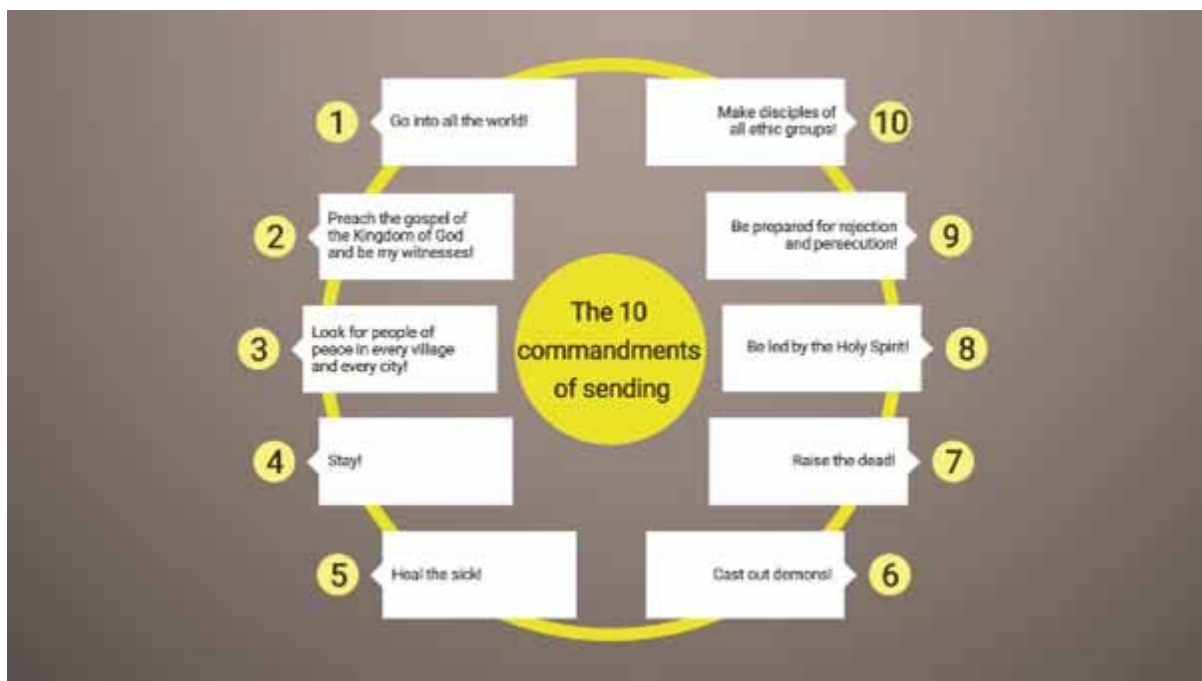 The 10
commandments
of sending
1
Go into all the world!
2
Preach the gospel of
the Kingdom of God
and be my witnesses!
3
Look for people of
peace in every village
and every city!
4
Stay!
5
Heal the sick!
6
Cast out demons!
7
Raise the dead!
8
Be led by the Holy Spirit!
9
Be prepared for rejection
and persecution!
10
Make disciples of
all ethic groups!